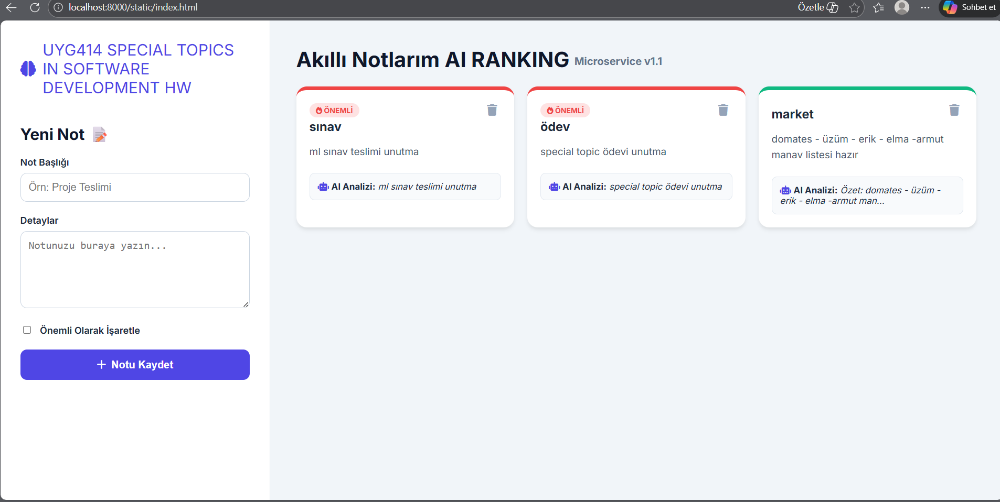 localhost:8000/static/index.html
Özetle
Sohbet et
UYG414 SPECIAL TOPICS
IN SOFTWARE
DEVELOPMENT HW
Yeni Not
Not Başlığı
Örn: Proje Teslimi
Detaylar
Notunuzu buraya yazın...
Önemli Olarak İşaretle
+ Notu Kaydet
Akıllı Notlarım AI RANKING Microservice v1.1
ÖNEMLİ
sınav
ml sınav teslimi unutma
AI Analizi: ml sınav teslimi unutma
ÖNEMLİ
ödev
special topic ödevi unutma
AI Analizi: special topic ödevi unutma
market
domates - üzüm - erik - elma -armut
manav listesi hazır
AI Analizi: Özet: domates - üzüm -
erik - elma -armut man...